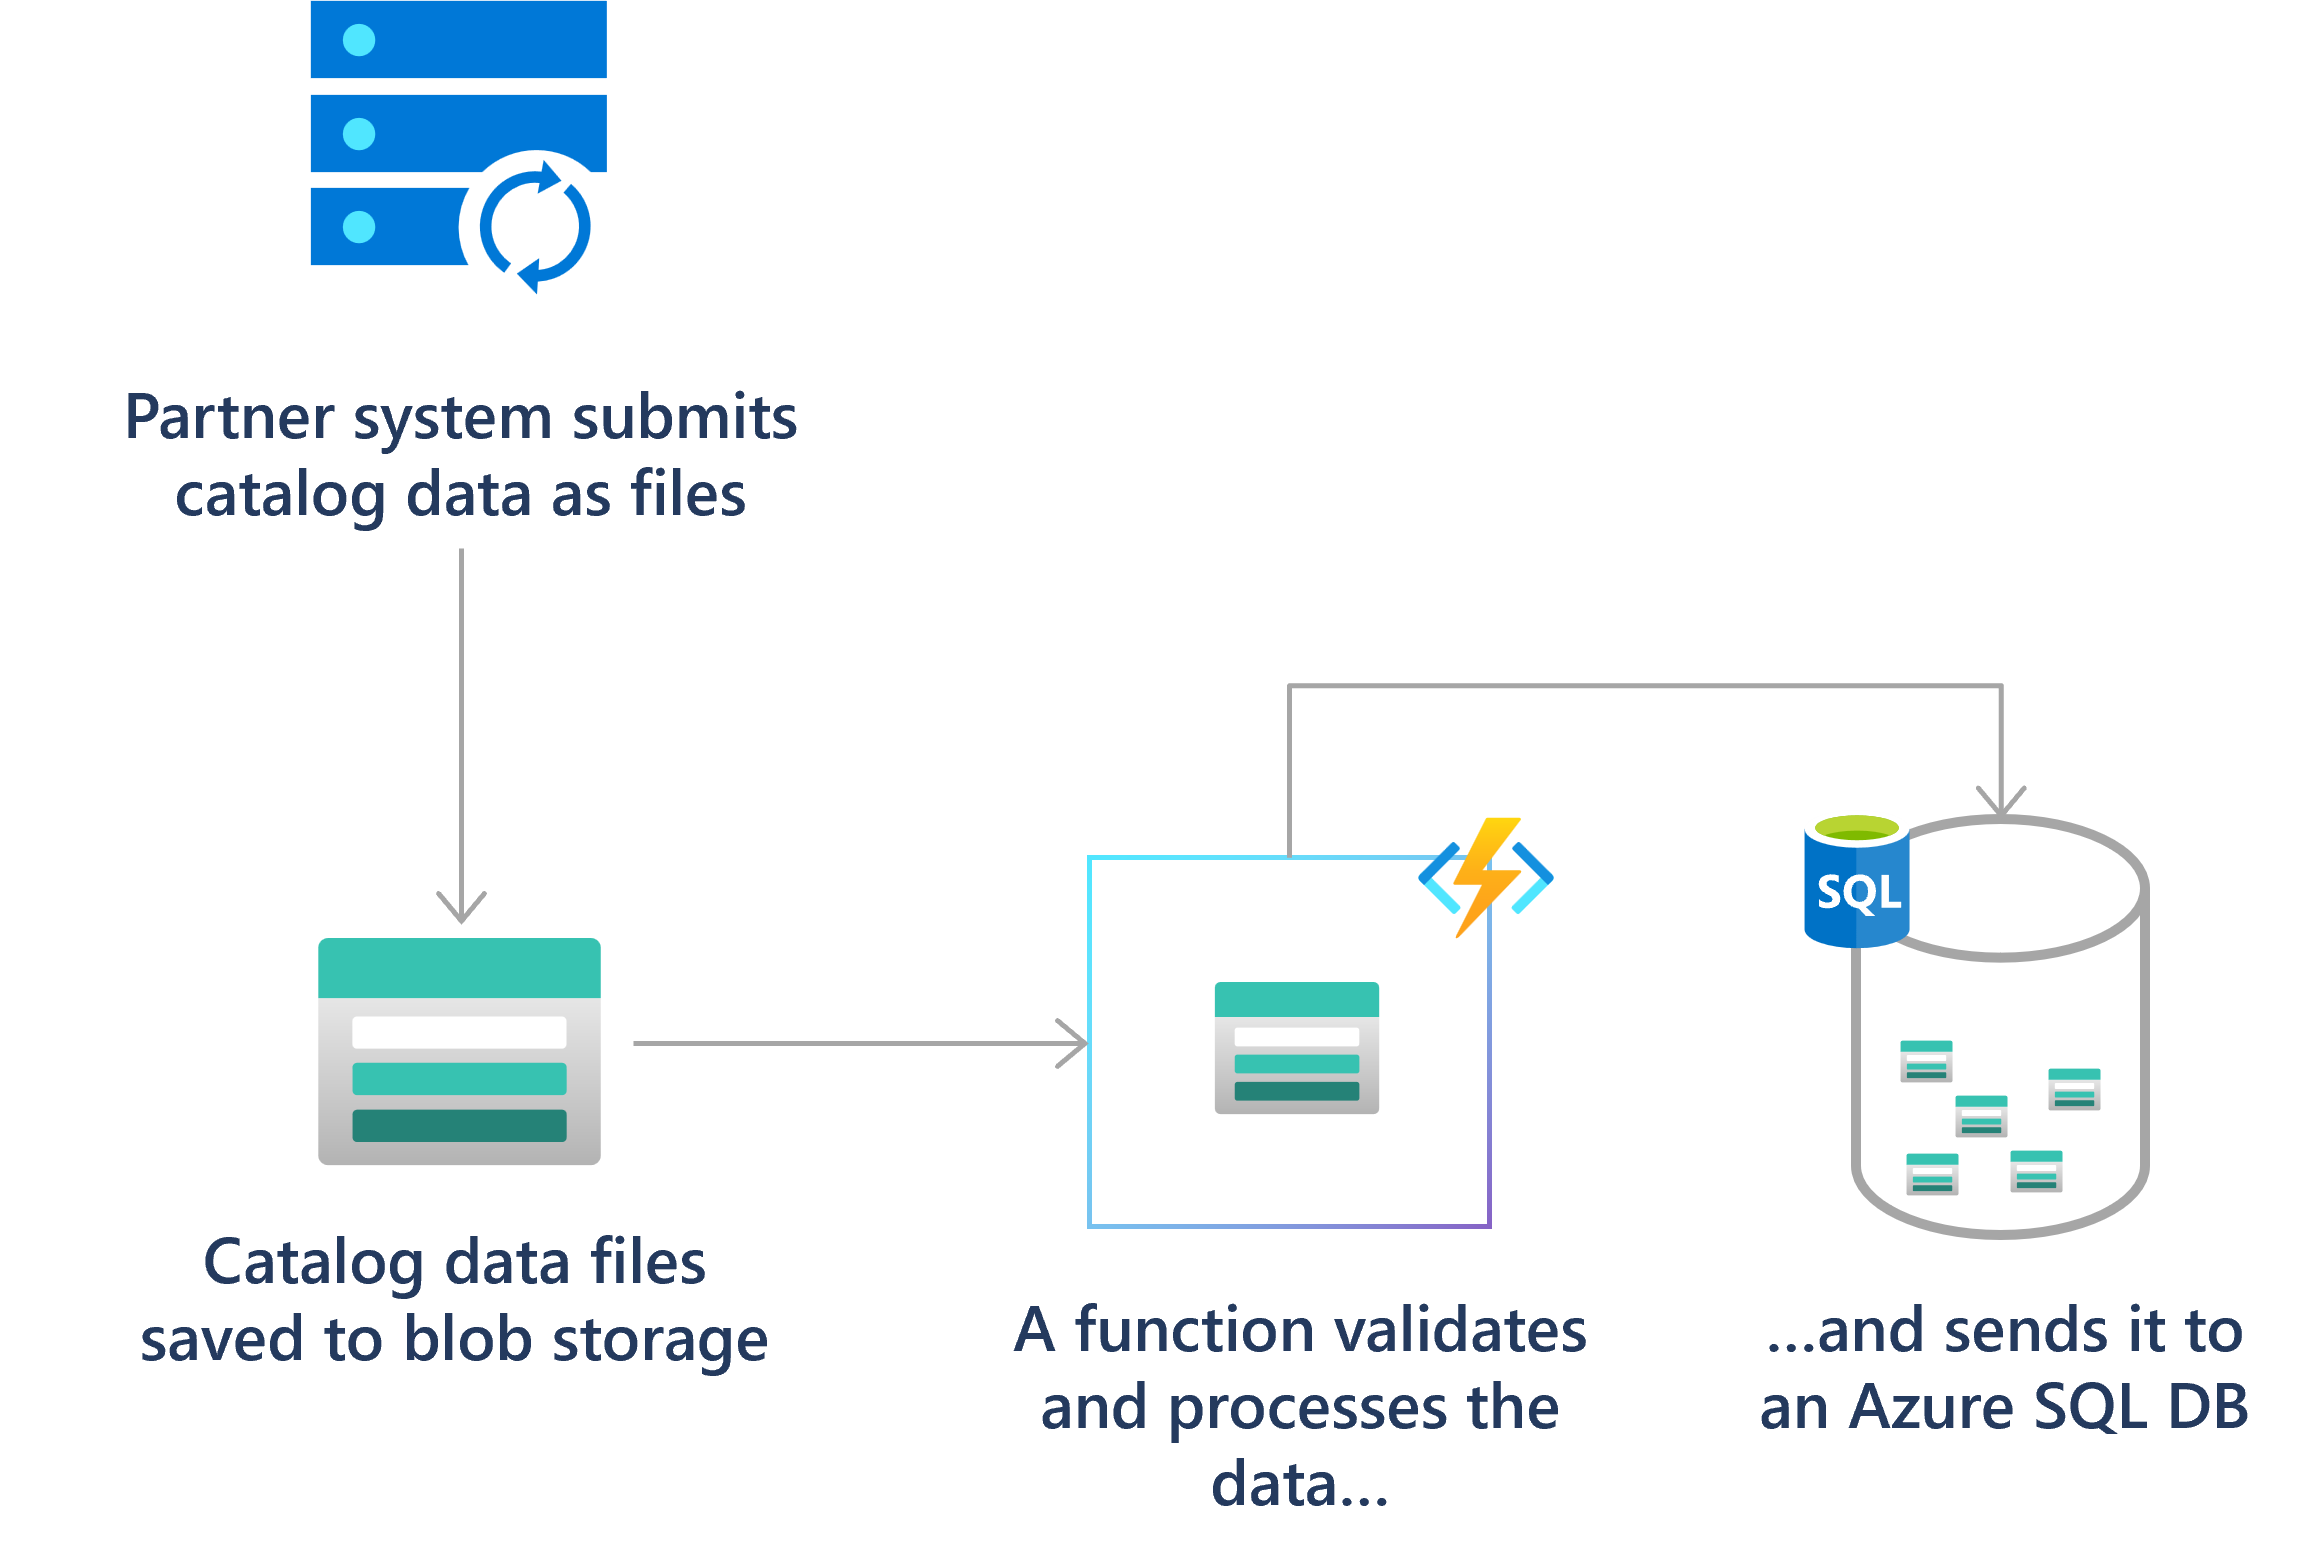 Partner system submits
catalog data as files
SQL
Catalog data files
saved to blob storage
A function validates
and processes the
data...
...and sends it to
an Azure SQL DB